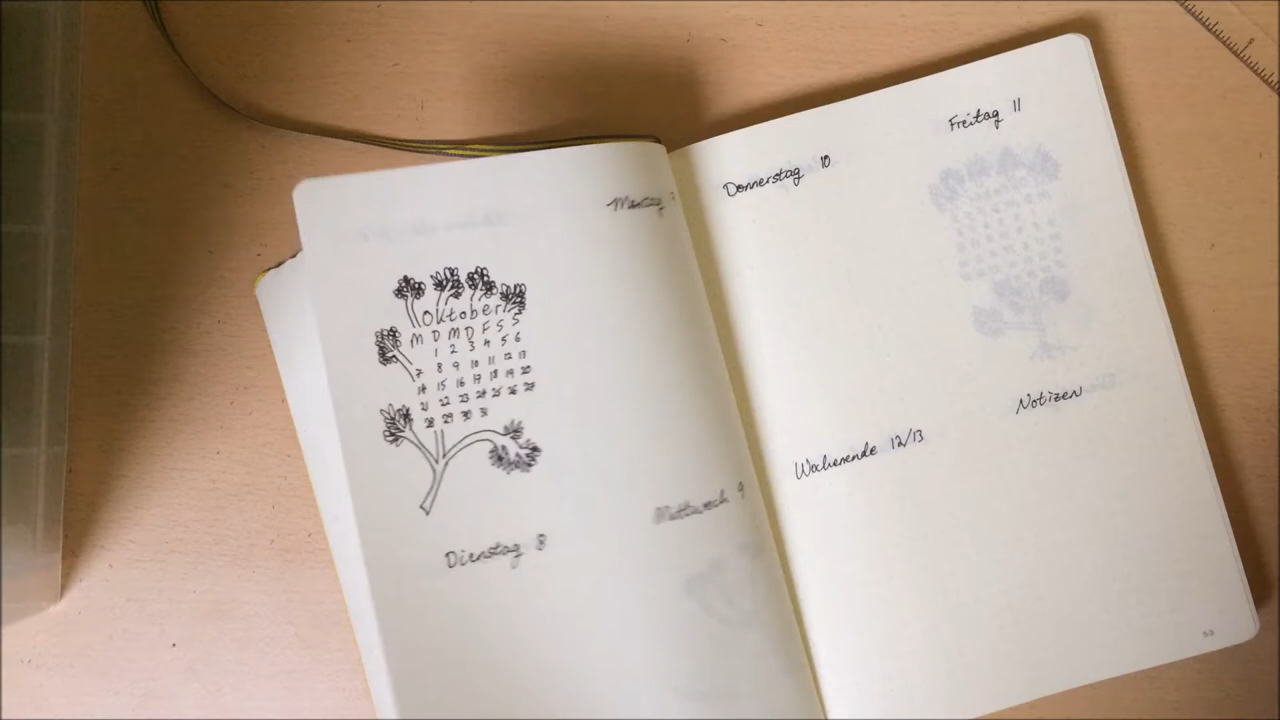 Montag 7
Oktober
M D M D F S S
1 2 3 4 5 6
7 8 9 10 11 12 13
14 15 16 17 18 19 20
21 22 23 24 25 26 27
28 29 30 31
Dienstag 8
Mittwoch 9
Donnerstag 10
Freitag 11
Wochenende 12/13
Notizen
53